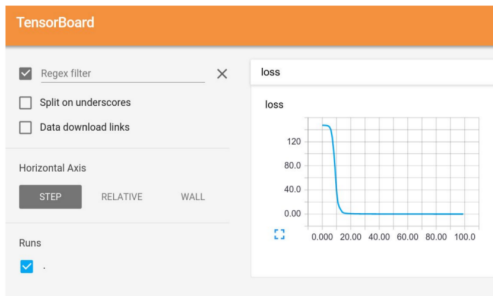 TensorBoard
Regex filter
Split on underscores
Data download links
Horizontal Axis
STEP RELATIVE WALL
Runs
.
loss
loss
120
80.0
40.0
0.00
0.000 20.00 40.00 60.00 80.00 100.0